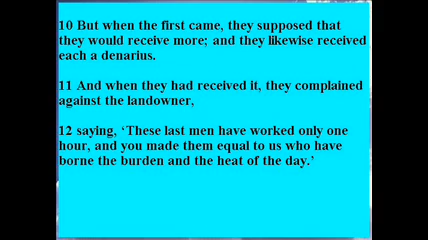 10 But when the first came, they supposed that
they would receive more; and they likewise received
each a denarius.
11 And when they had received it, they complained
against the landowner,
12 saying, ‘These last men have worked only one
hour, and you made them equal to us who have
borne the burden and the heat of the day.’